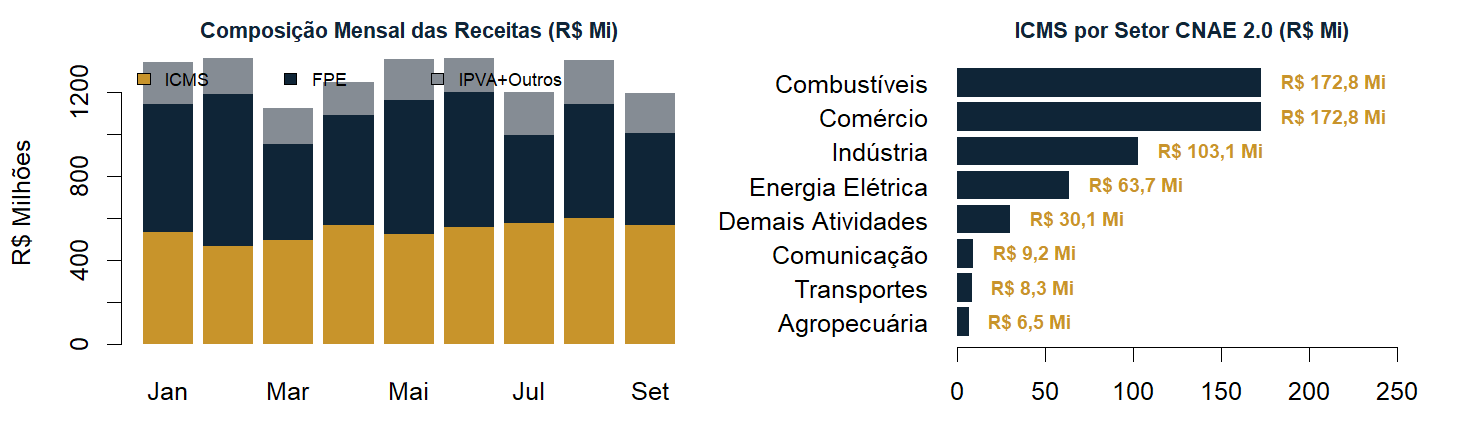 Composição Mensal das Receitas (R$ Mi)
ICMS FPE IPVA+Outros
R$ Milhões
1200
800
400
0
Jan Mar Mai Jul Set
ICMS por Setor CNAE 2.0 (R$ Mi)
Combustíveis R$ 172,8 Mi
Comércio R$ 172,8 Mi
Indústria R$ 103,1 Mi
Energia Elétrica R$ 63,7 Mi
Demais Atividades R$ 30,1 Mi
Comunicação R$ 9,2 Mi
Transportes R$ 8,3 Mi
Agropecuária R$ 6,5 Mi
0 50 100 150 200 250